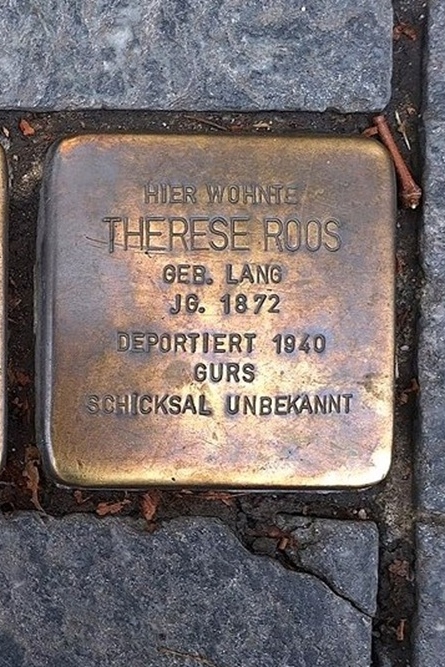 HIER WOHNTE
THERESE ROOS
GEB. LANG
JG. 1872
DEPORTIERT 1940
GURS
SCHICKSAL UNBEKANNT